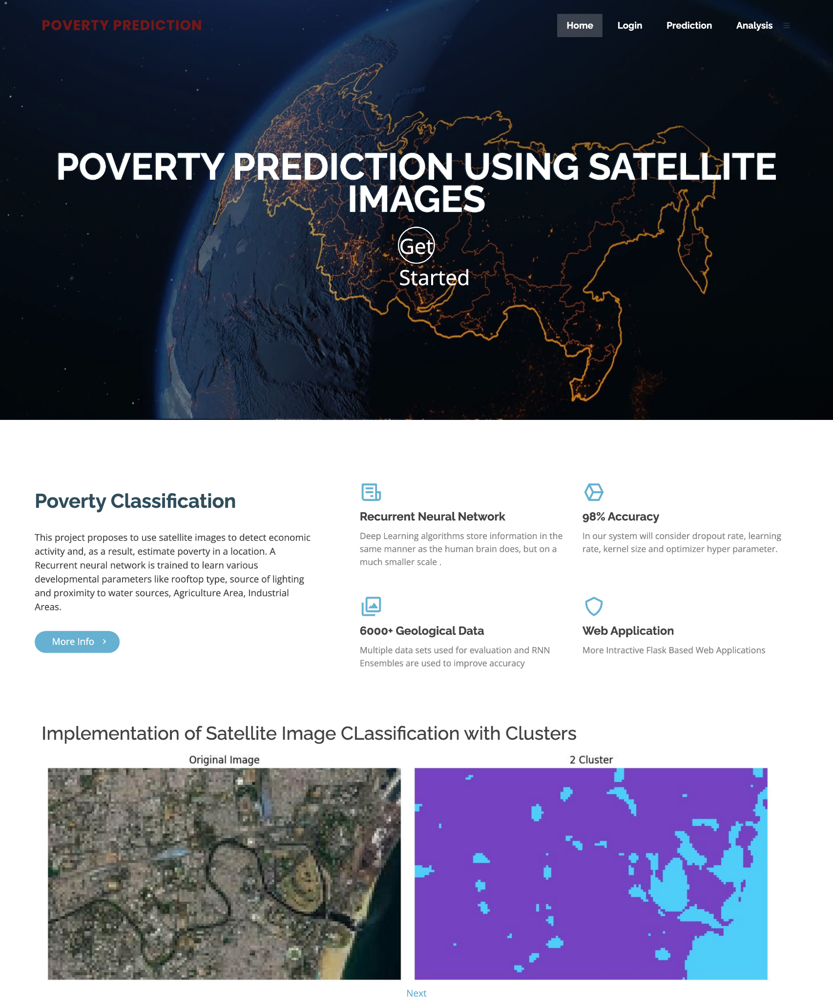 POVERTY PREDICTION
Home Login Prediction Analysis
POVERTY PREDICTION USING SATELLITE
IMAGES
Get
Started
Poverty Classification
This project proposes to use satellite images to detect economic
activity and, as a result, estimate poverty in a location. A
Recurrent neural network is trained to learn various
developmental parameters like rooftop type, source of lighting
and proximity to water sources, Agriculture Area, Industrial
Areas.
More Info
Recurrent Neural Network
Deep Learning algorithms store information in the
same manner as the human brain does, but on a
much smaller scale .
98% Accuracy
In our system will consider dropout rate, learning
rate, kernel size and optimizer hyper parameter.
6000+ Geological Data
Multiple data sets used for evaluation and RNN
Ensembles are used to improve accuracy
Web Application
More Intractive Flask Based Web Applications
Implementation of Satellite Image CLassification with Clusters
Original Image
2 Cluster
Next